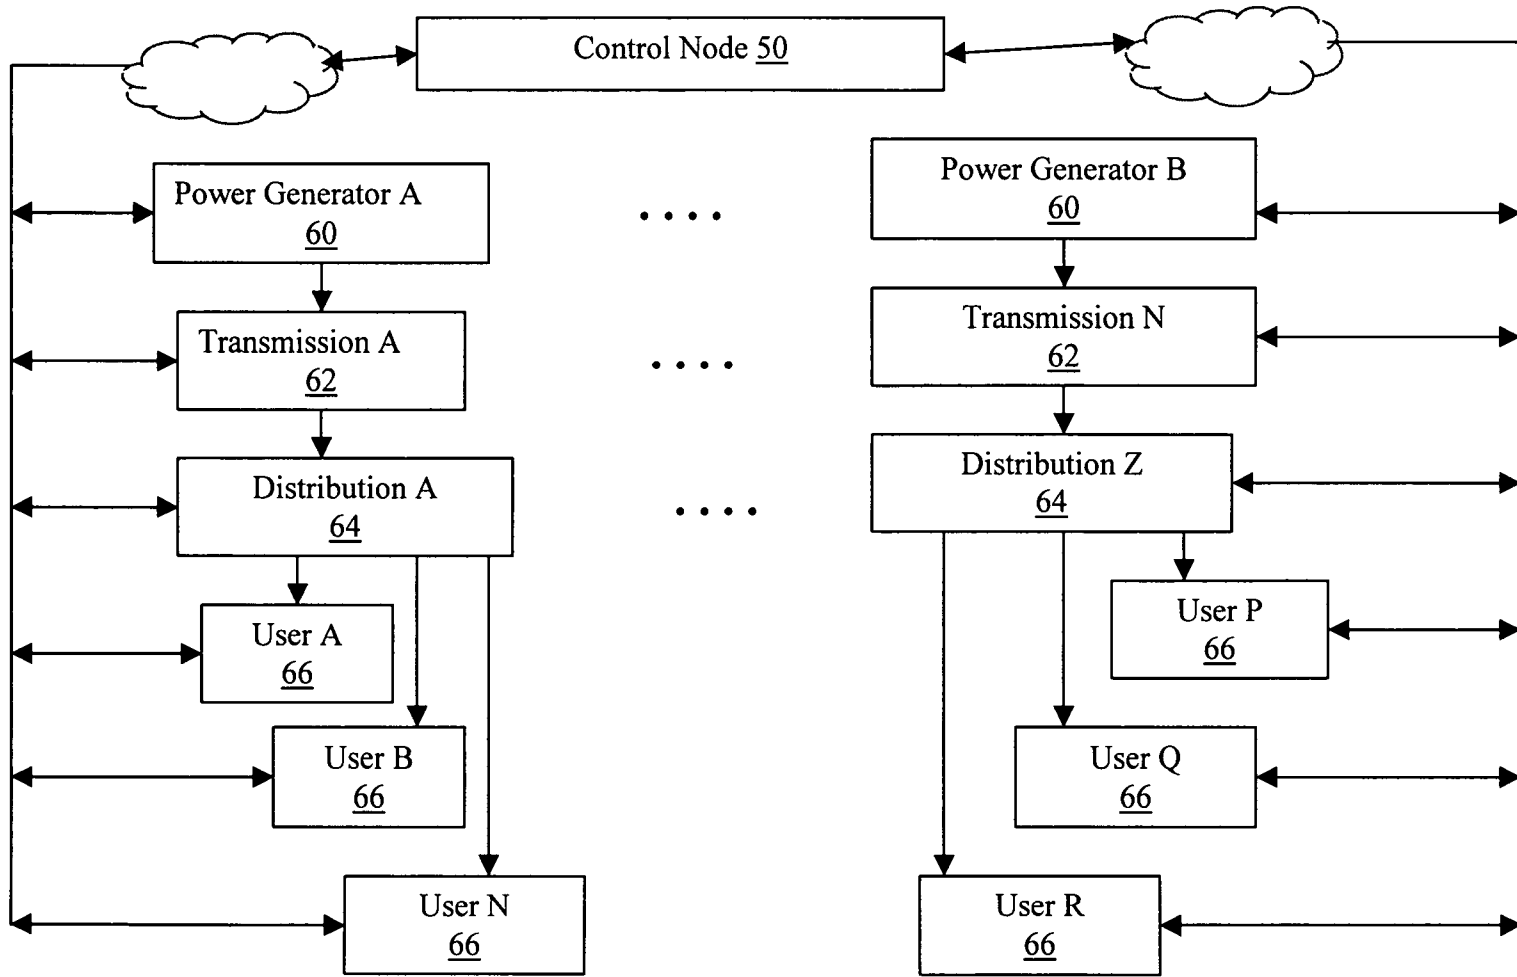 Control Node 50
Power Generator A
60
Power Generator B
60
Transmission A
62
Transmission N
62
Distribution A
64
Distribution Z
64
User A
66
User P
66
User B
66
User Q
66
User N
66
User R
66